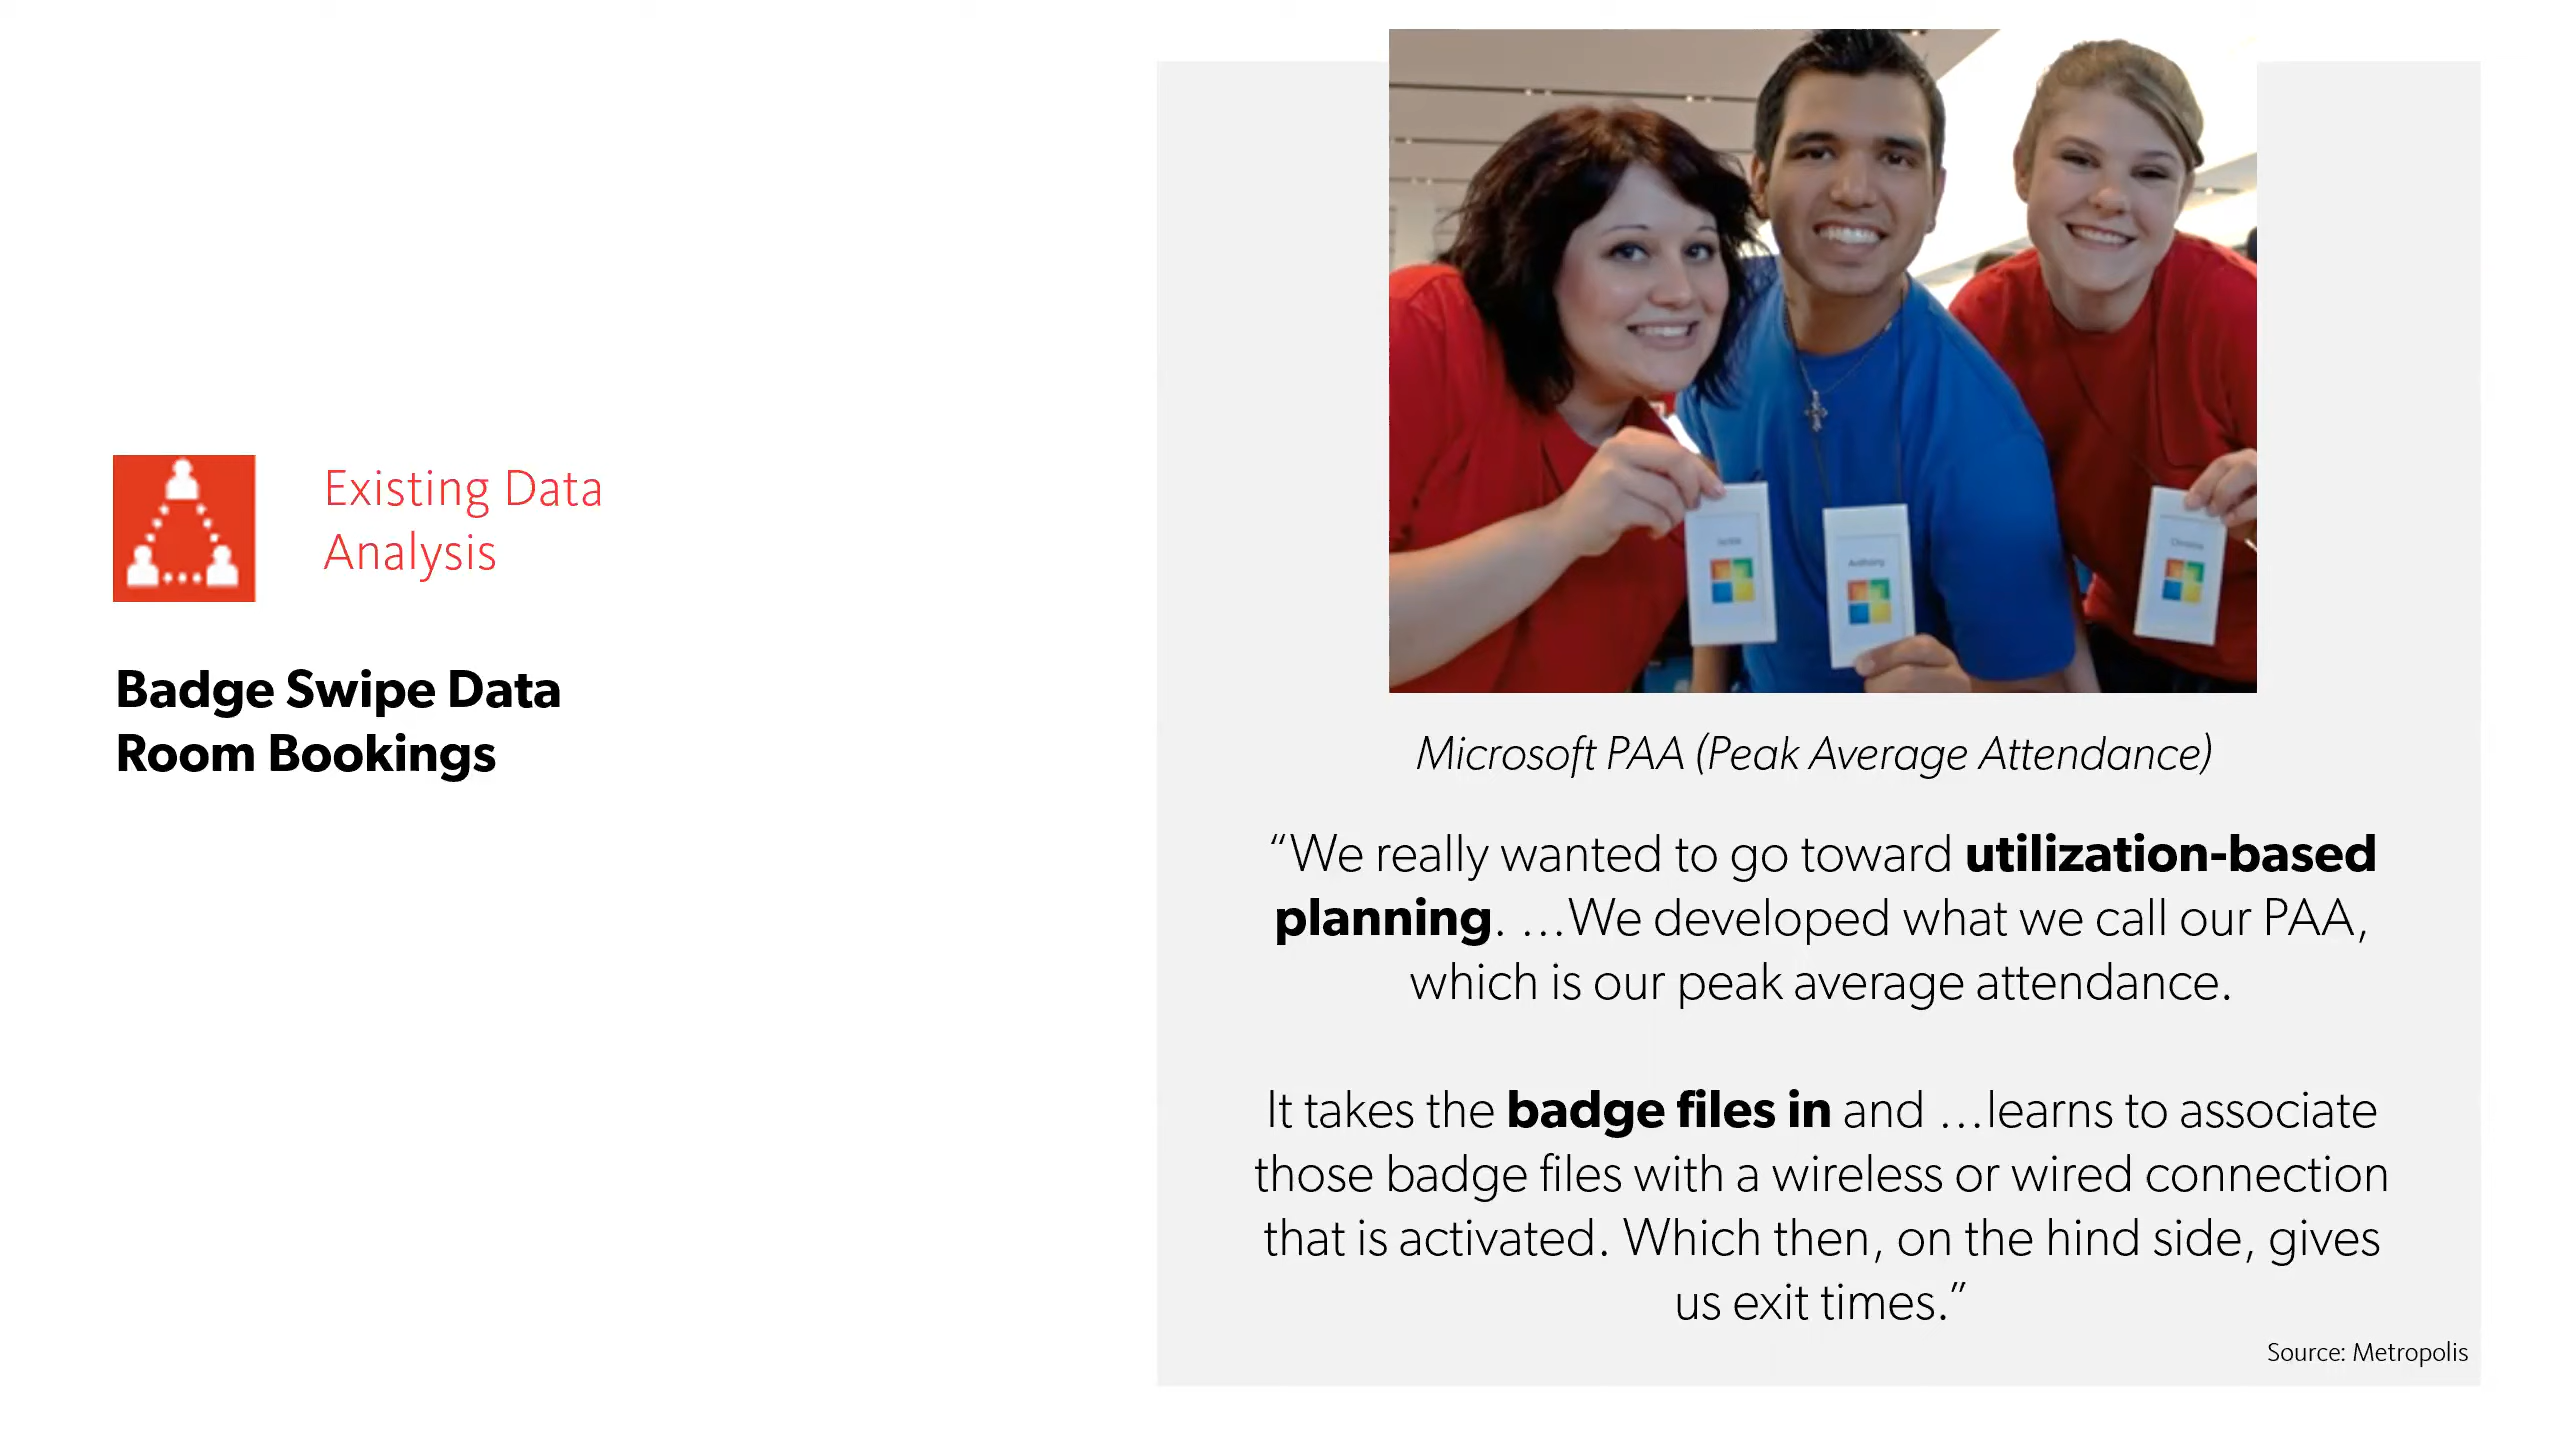 Existing Data
Analysis
Badge Swipe Data
Room Bookings
Anthony
Microsoft PAA (Peak Average Attendance)
“We really wanted to go toward utilization-based
planning. …We developed what we call our PAA,
which is our peak average attendance.
It takes the badge files in and …learns to associate
those badge files with a wireless or wired connection
that is activated. Which then, on the hind side, gives
us exit times.”
Source: Metropolis